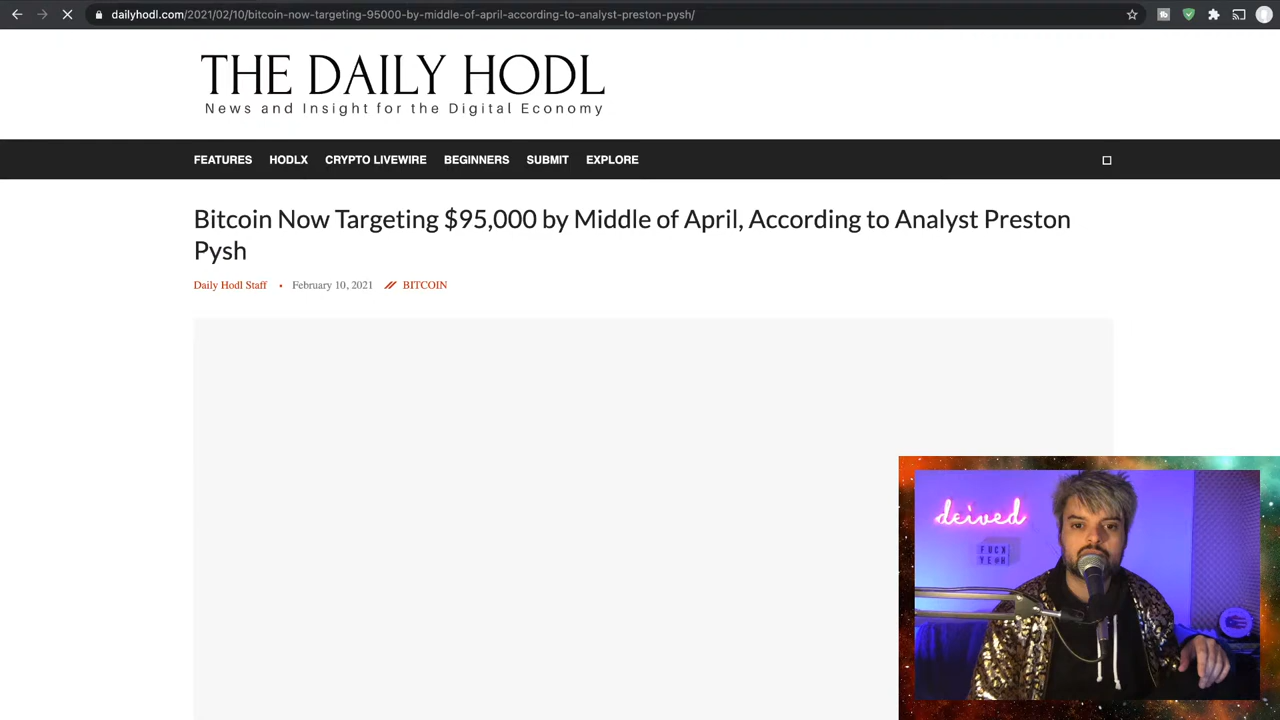 dailyhodl.com/2021/02/10/bitcoin-now-targeting-95000-by-middle-of-april-according-to-analyst-preston-pysh/
THE DAILY HODL
News and Insight for the Digital Economy
FEATURES HODLX CRYPTO LIVEWIRE BEGINNERS SUBMIT EXPLORE
Bitcoin Now Targeting $95,000 by Middle of April, According to Analyst Preston
Pysh
Daily Hodl Staff • February 10, 2021 // BITCOIN
deived
FUCK
YEAH